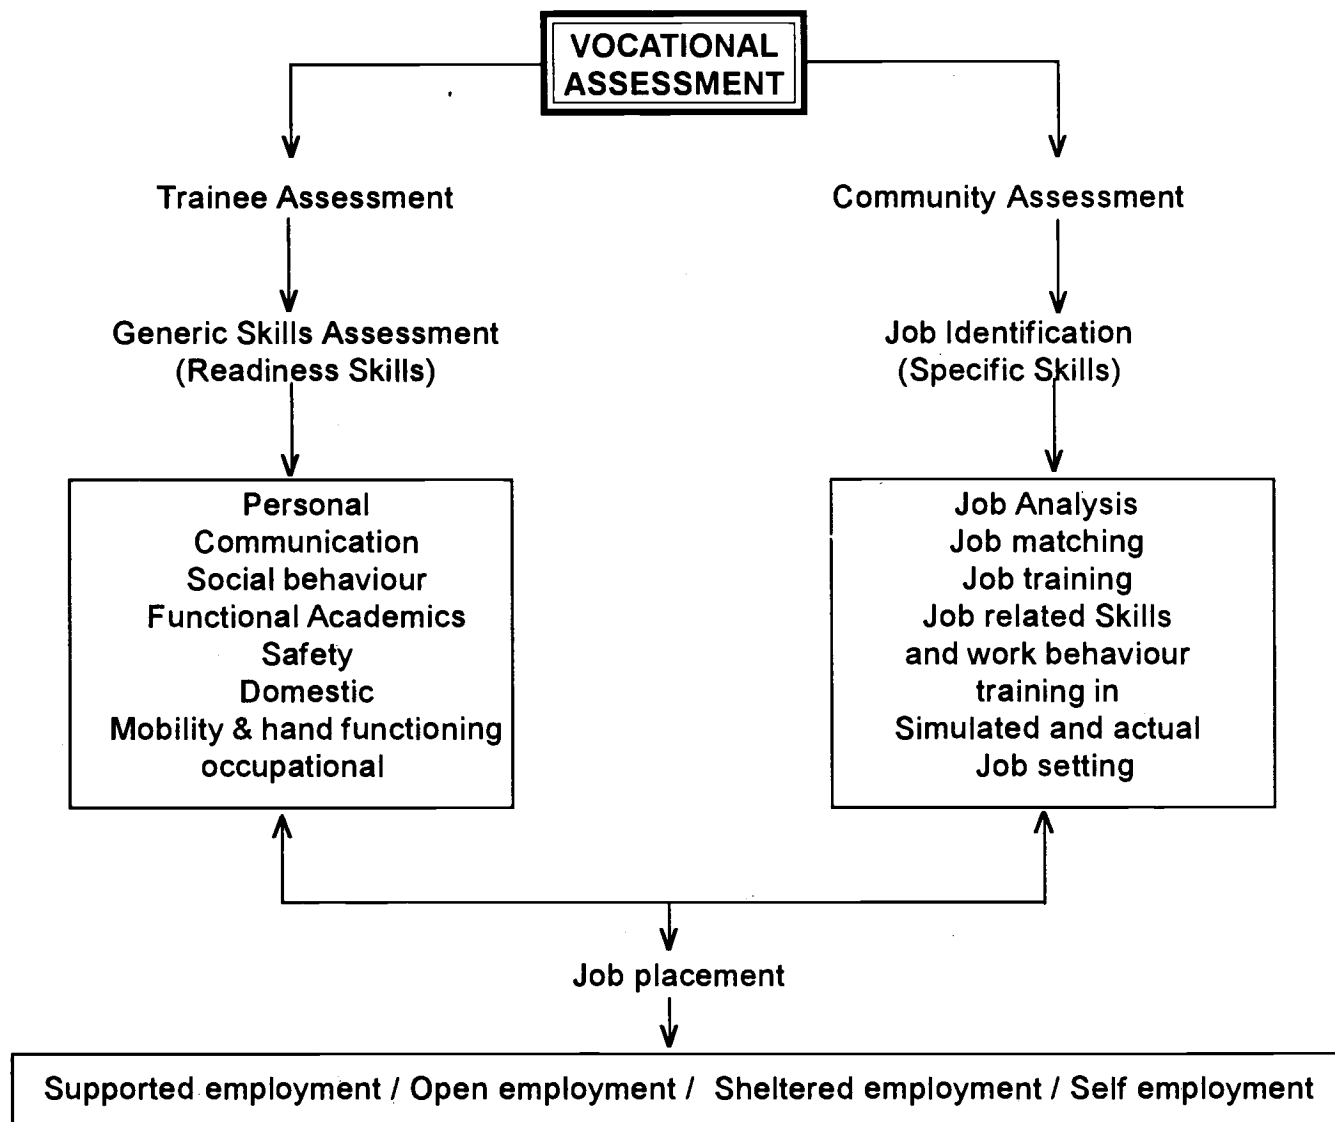 VOCATIONAL
ASSESSMENT
Trainee Assessment
Community Assessment
Generic Skills Assessment
(Readiness Skills)
Job Identification
(Specific Skills)
Personal
Communication
Social behaviour
Functional Academics
Safety
Domestic
Mobility & hand functioning
occupational
Job Analysis
Job matching
Job training
Job related Skills
and work behaviour
training in
Simulated and actual
Job setting
Job placement
Supported employment / Open employment / Sheltered employment / Self employment